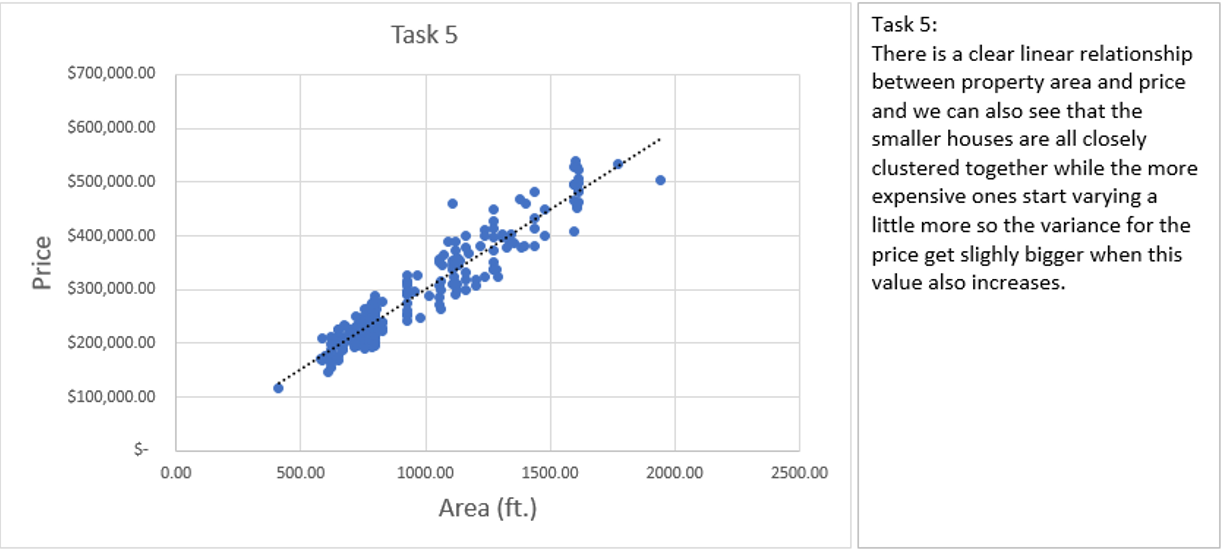 Task 5
$700,000.00
$600,000.00
$500,000.00
$400,000.00
$300,000.00
$200,000.00
$100,000.00
$-
Price
0.00 500.00 1000.00 1500.00 2000.00 2500.00
Area (ft.)
Task 5:
There is a clear linear relationship
between property area and price
and we can also see that the
smaller houses are all closely
clustered together while the more
expensive ones start varying a
little more so the variance for the
price get slighly bigger when this
value also increases.